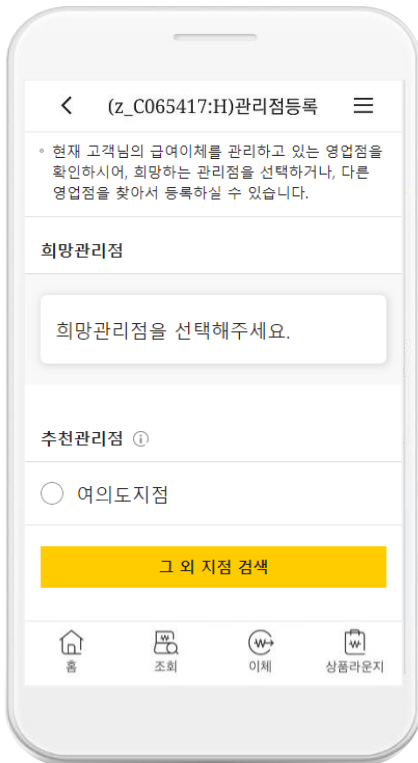 (z_C065417:H)관리점등록
◦ 현재 고객님의 급여이체를 관리하고 있는 영업점을
확인하시어, 희망하는 관리점을 선택하거나, 다른
영업점을 찾아서 등록하실 수 있습니다.
희망관리점
희망관리점을 선택해주세요.
추천관리점
여의도지점
그 외 지점 검색
홈 조회 이체 상품라운지